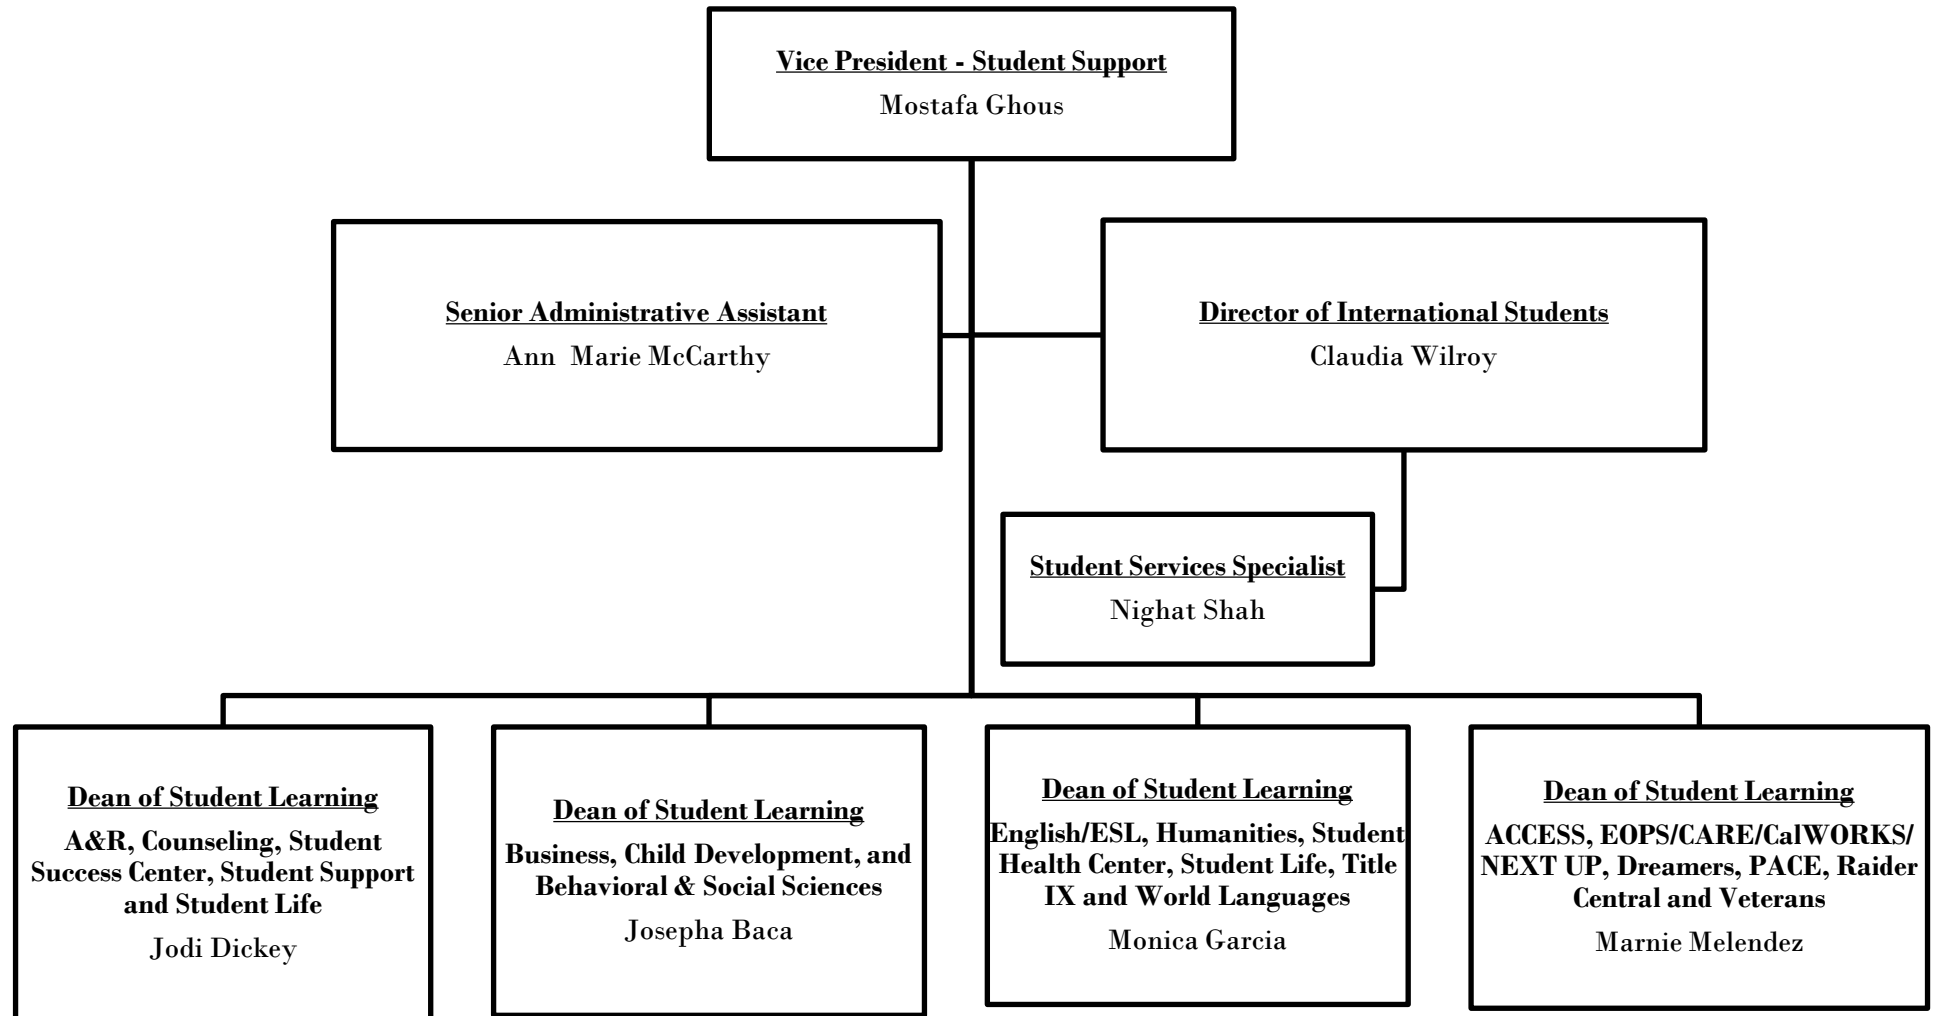 Vice President - Student Support
Mostafa Ghous
Senior Administrative Assistant
Ann Marie McCarthy
Director of International Students
Claudia Wilroy
Student Services Specialist
Nighat Shah
Dean of Student Learning
A&R, Counseling, Student
Success Center, Student Support
and Student Life
Jodi Dickey
Dean of Student Learning
Business, Child Development, and
Behavioral & Social Sciences
Josepha Baca
Dean of Student Learning
English/ESL, Humanities, Student
Health Center, Student Life, Title
IX and World Languages
Monica Garcia
Dean of Student Learning
ACCESS, EOPS/CARE/CalWORKS/
NEXT UP, Dreamers, PACE, Raider
Central and Veterans
Marnie Melendez